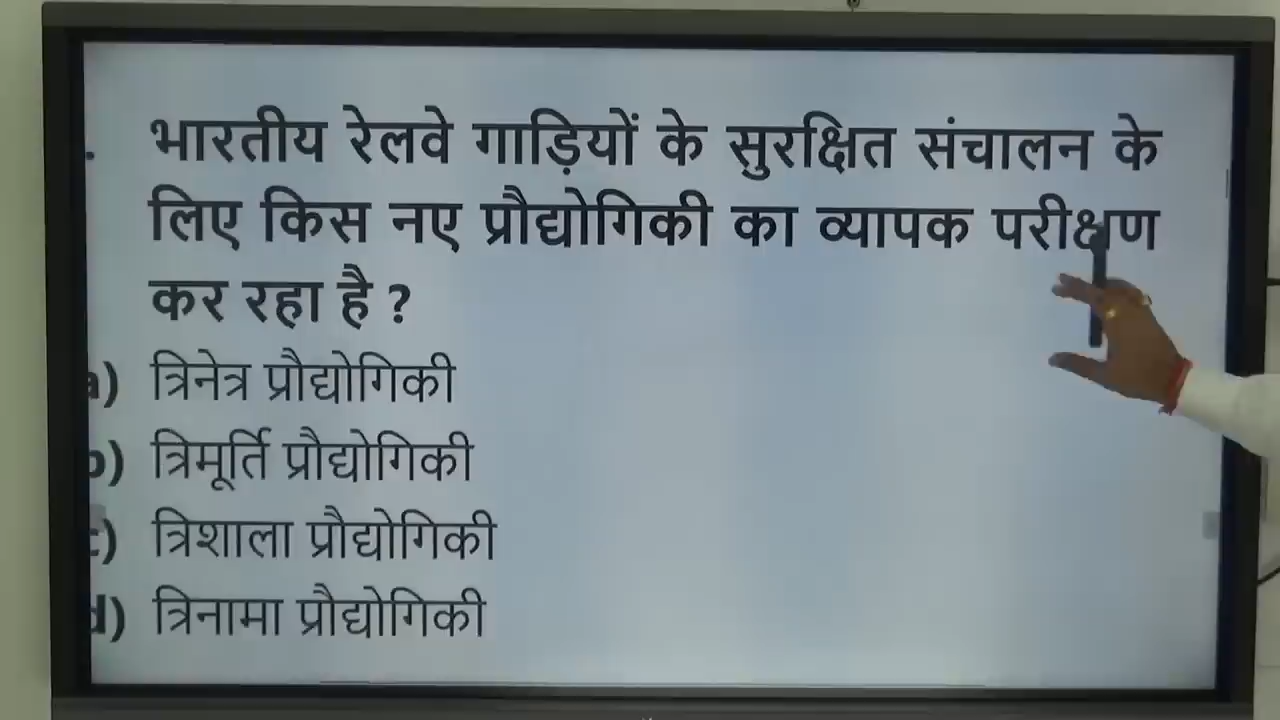 . भारतीय रेलवे गाड़ियों के सुरक्षित संचालन के
लिए किस नए प्रौद्योगिकी का व्यापक परीक्षण
कर रहा है ?
a) त्रिनेत्र प्रौद्योगिकी
b) त्रिमूर्ति प्रौद्योगिकी
c) त्रिशाला प्रौद्योगिकी
d) त्रिनामा प्रौद्योगिकी